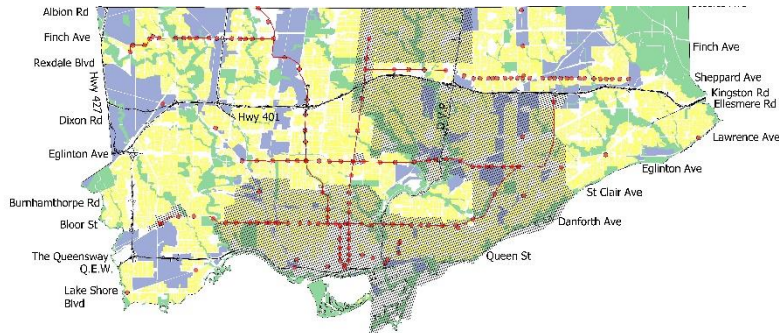 Albion Rd
Finch Ave
Rexdale Blvd
Hwy 427
Dixon Rd
Hwy 401
Eglinton Ave
Burnhamthorpe Rd
Bloor St
The Queensway
Q.E.W.
Lake Shore
Blvd
D.V.P.
Finch Ave
Sheppard Ave
Kingston Rd
Ellesmere Rd
Lawrence Ave
Eglinton Ave
St Clair Ave
Danforth Ave
Queen St